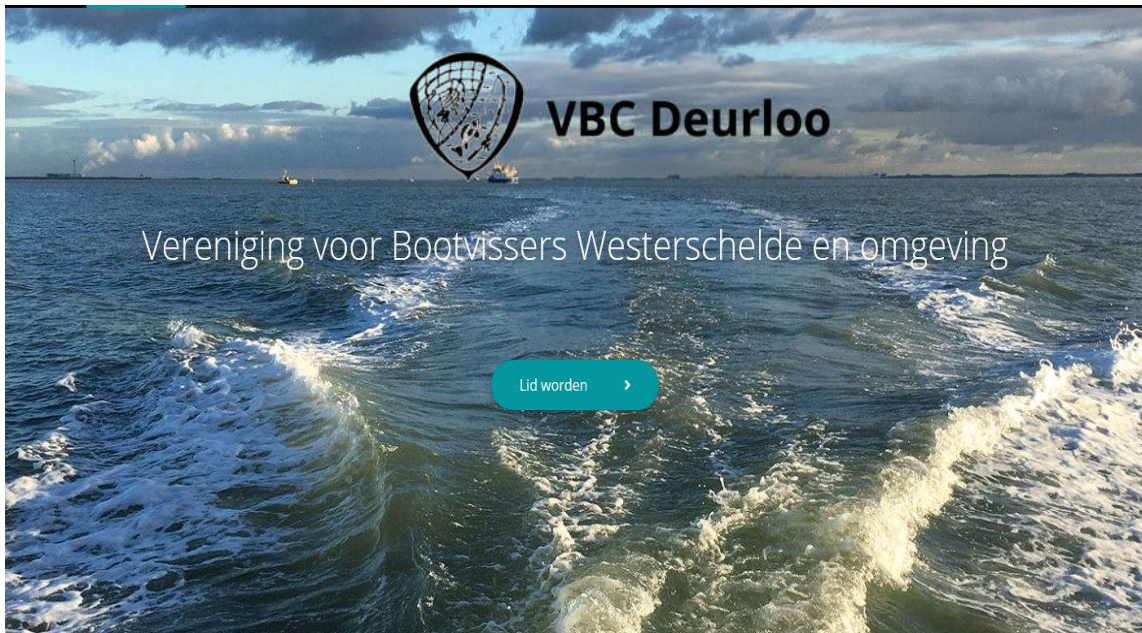 VBC Deurloo
Vereniging voor Bootvissers Westerschelde en omgeving
Lid worden